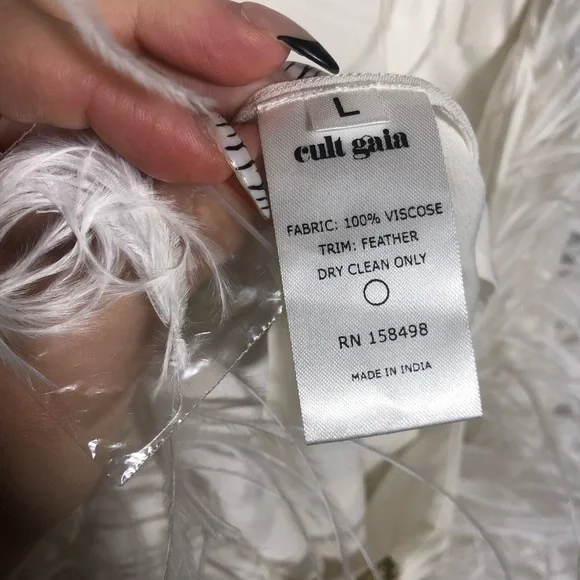 L
cult gaia
FABRIC: 100% VISCOSE
TRIM: FEATHER
DRY CLEAN ONLY
RN 158498
MADE IN INDIA